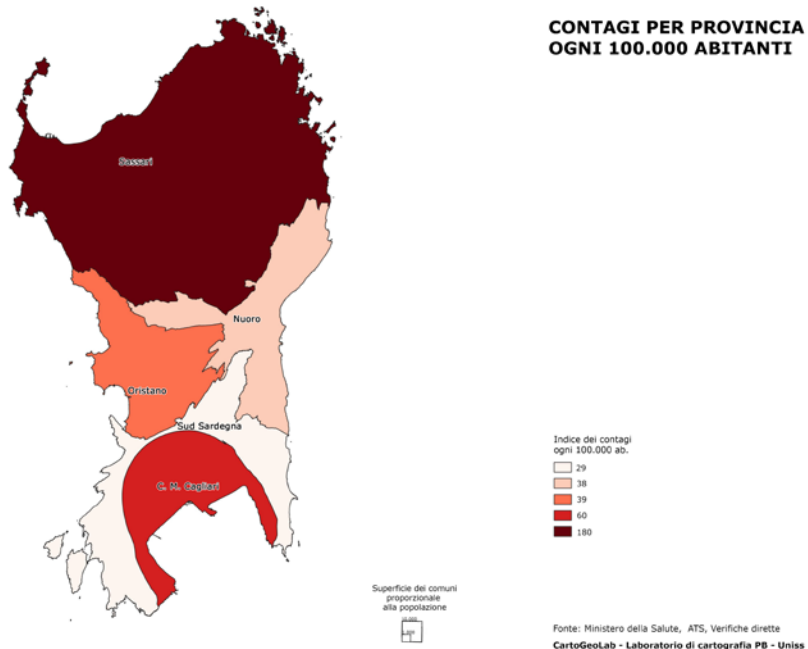 CONTAGI PER PROVINCIA
OGNI 100.000 ABITANTI
Sassari
Nuoro
Oristano
Sud Sardegna
C. M. Cagliari
Indice dei contagi
ogni 100.000 ab.
29
38
39
60
180
Superficie dei comuni
proporzionale
alla popolazione
Fonte: Ministero della Salute, ATS, Verifiche dirette
CartoGeoLab - Laboratorio di cartografia PB - Uniss